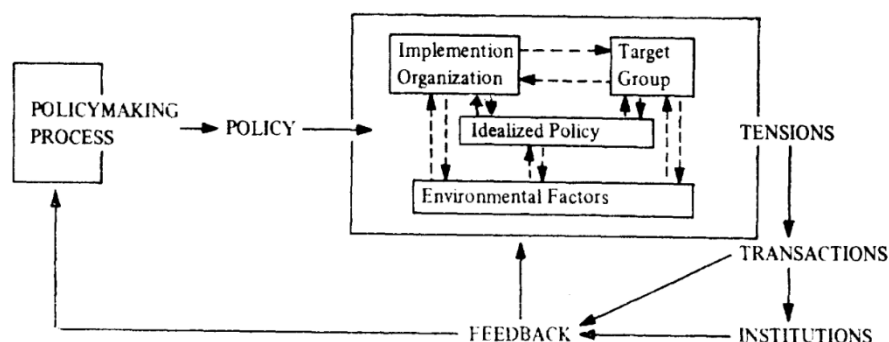 Implemention
Organization
Target
Group
POLICYMAKING
PROCESS
POLICY
Idealized Policy
TENSIONS
Environmental Factors
TRANSACTIONS
FEEDBACK
INSTITUTIONS